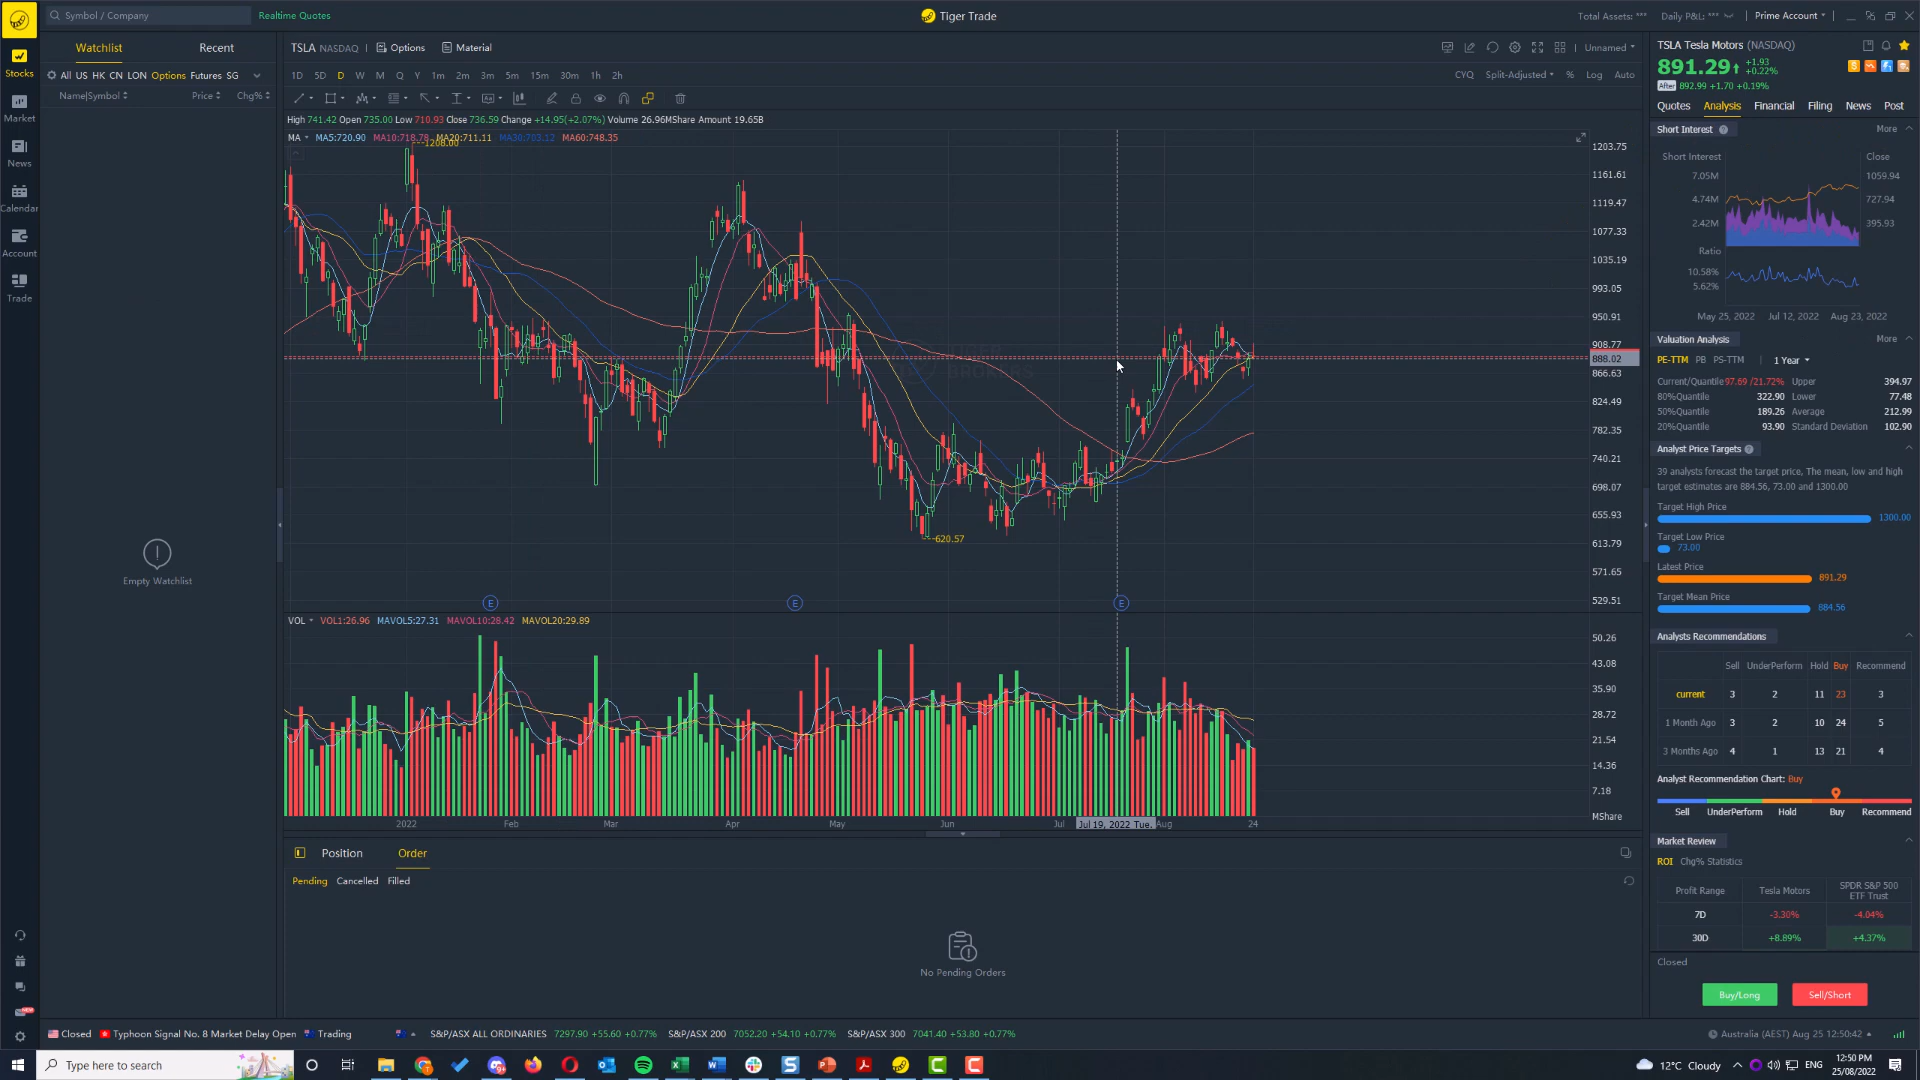 Symbol / Company
Realtime Quotes
Tiger Trade
Total Assets: ***
Daily P&L: ***
Prime Account
Stocks
Market
News
Calendar
Account
Trade
Watchlist
Recent
All US HK CN LON Options Futures SG
Name|Symbol
Price
Chg%
Empty Watchlist
TSLA NASDAQ
Options
Material
Unnamed
1D 5D D W M Q Y 1m 2m 3m 5m 15m 30m 1h 2h
CYQ
Split-Adjusted
%
Log
Auto
High 741.42 Open 735.00 Low 710.93 Close 736.59 Change +14.95(+2.07%) Volume 26.96MShare Amount 19.65B
MA MA5:720.90 MA10:718.78 MA20:711.11 MA30:703.12 MA60:748.35
1208.00
620.57
1203.75
1161.61
1119.47
1077.33
1035.19
993.05
950.91
908.77
888.02
866.63
824.49
782.35
740.21
698.07
655.93
613.79
571.65
529.51
BROKERS
E
E
E
VOL VOL1:26.96 MAVOL5:27.31 MAVOL10:28.42 MAVOL20:29.89
50.26
43.08
35.90
28.72
21.54
14.36
7.18
MShare
2022 Feb Mar Apr May Jun Jul Jul 19, 2022 Tue. Aug 24
Position
Order
Pending
Cancelled
Filled
No Pending Orders
TSLA Tesla Motors (NASDAQ)
891.29 +1.93 +0.22%
After 892.99 +1.70 +0.19%
Quotes Analysis Financial Filing News Post
Short Interest
More
Short Interest
Close
7.05M
1059.94
4.74M
727.94
2.42M
395.93
Ratio
10.58%
5.62%
May 25, 2022 Jul 12, 2022 Aug 23, 2022
Valuation Analysis
More
PE-TTM PB PS-TTM 1 Year
Current/Quantile 97.69 /21.72% Upper 394.97
80%Quantile 322.90 Lower 77.48
50%Quantile 189.26 Average 212.99
20%Quantile 93.90 Standard Deviation 102.90
Analyst Price Targets
39 analysts forecast the target price, The mean, low and high
target estimates are 884.56, 73.00 and 1300.00
Target High Price
1300.00
Target Low Price
73.00
Latest Price
891.29
Target Mean Price
884.56
Analysts Recommendations
Sell UnderPerform Hold Buy Recommend
current 3 2 11 23 3
1 Month Ago 3 2 10 24 5
3 Months Ago 4 1 13 21 4
Analyst Recommendation Chart: Buy
Sell UnderPerform Hold Buy Recommend
Market Review
ROI Chg% Statistics
Profit Range Tesla Motors SPDR S&P 500
ETF Trust
7D -3.30% -4.04%
30D +8.89% +4.37%
Closed
Buy/Long
Sell/Short
NEW
Closed
Typhoon Signal No. 8 Market Delay Open
Trading
S&P/ASX ALL ORDINARIES 7297.90 +55.60 +0.77%
S&P/ASX 200 7052.20 +54.10 +0.77%
S&P/ASX 300 7041.40 +53.80 +0.77%
Australia (AEST) Aug 25 12:50:42
Type here to search
12°C Cloudy
ENG
12:50 PM
25/08/2022